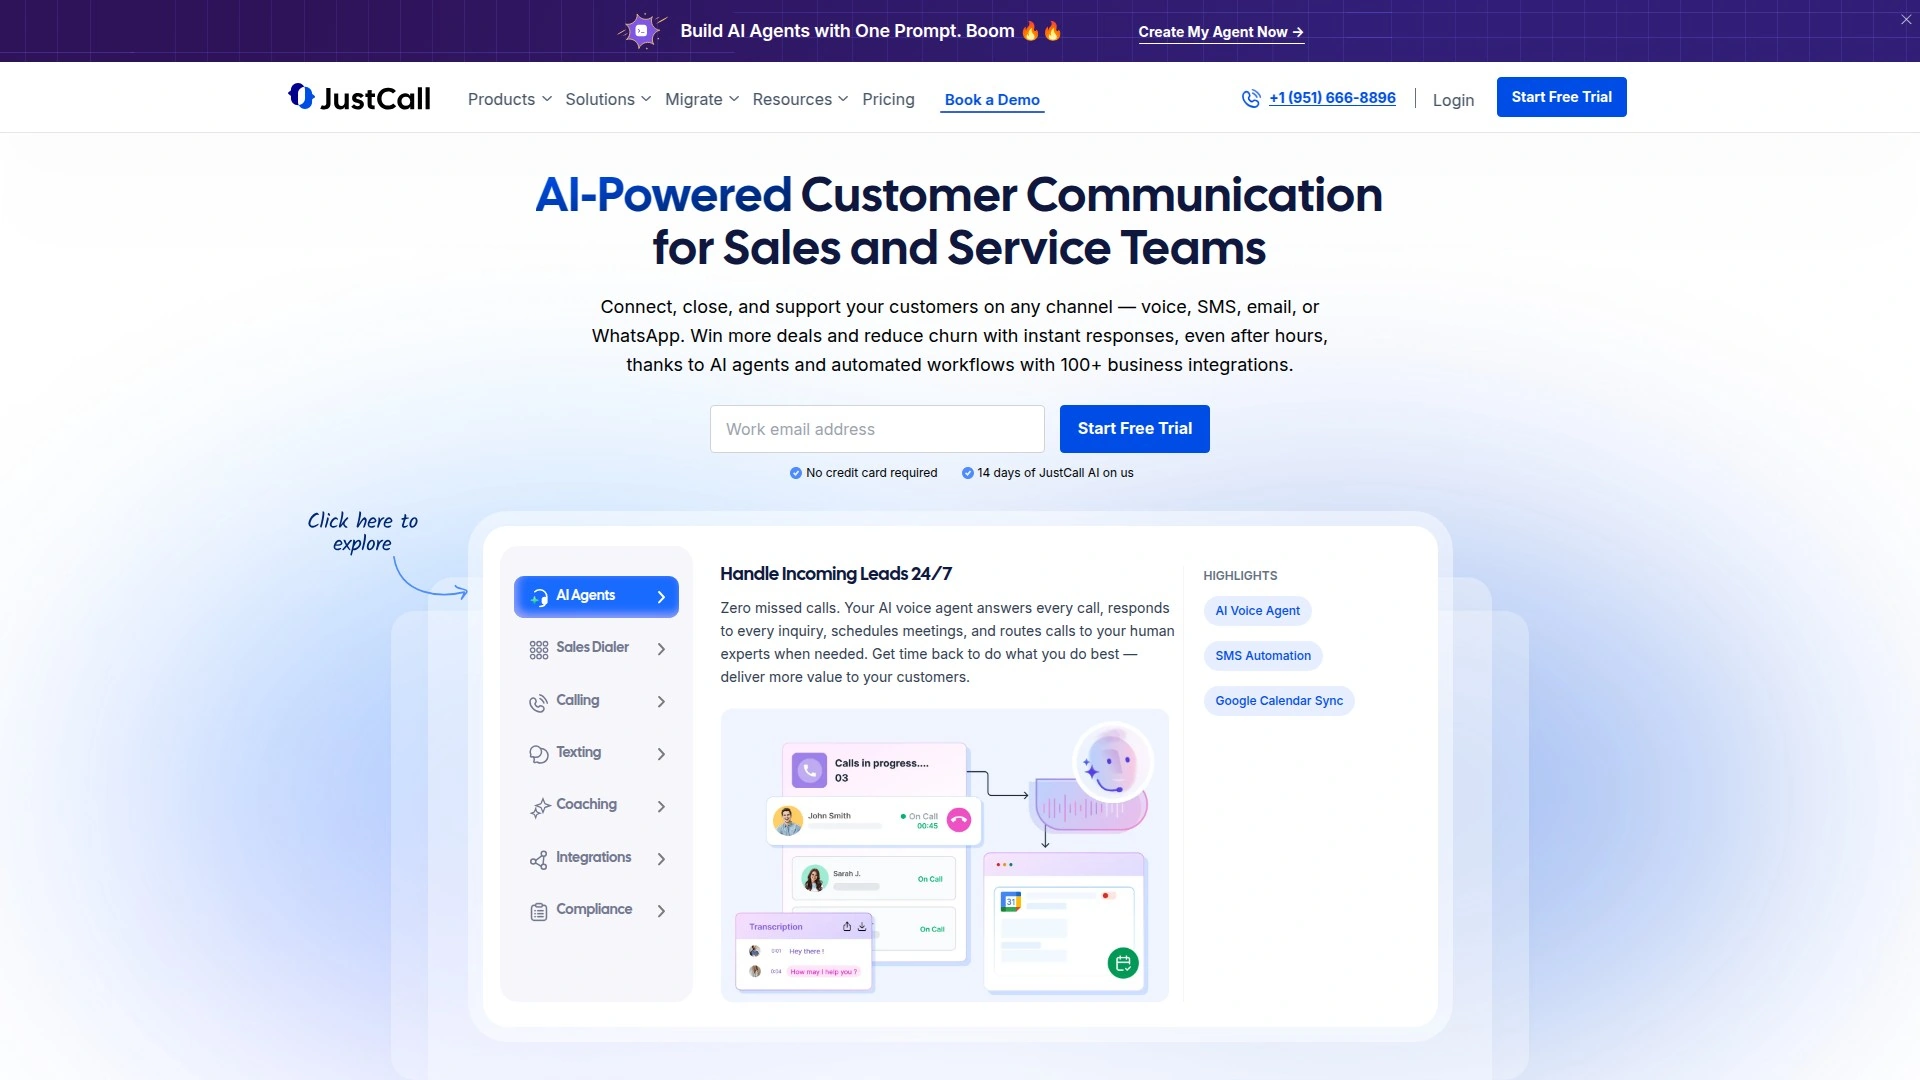 Build AI Agents with One Prompt. Boom 🔥🔥
Create My Agent Now →
JustCall
Products
Solutions
Migrate
Resources
Pricing
Book a Demo
+1 (951) 666-8896
Login
Start Free Trial
AI-Powered Customer Communication
for Sales and Service Teams
Connect, close, and support your customers on any channel — voice, SMS, email, or
WhatsApp. Win more deals and reduce churn with instant responses, even after hours,
thanks to AI agents and automated workflows with 100+ business integrations.
Work email address
Start Free Trial
No credit card required
14 days of JustCall AI on us
Click here to
explore
AI Agents
Sales Dialer
Calling
Texting
Coaching
Integrations
Compliance
Handle Incoming Leads 24/7
Zero missed calls. Your AI voice agent answers every call, responds
to every inquiry, schedules meetings, and routes calls to your human
experts when needed. Get time back to do what you do best —
deliver more value to your customers.
Calls in progress....
03
John Smith
On Call
00:45
Sarah J.
On Call
On Call
Transcription
0:01 Hey there !
0:04 How may I help you ?
31
HIGHLIGHTS
AI Voice Agent
SMS Automation
Google Calendar Sync